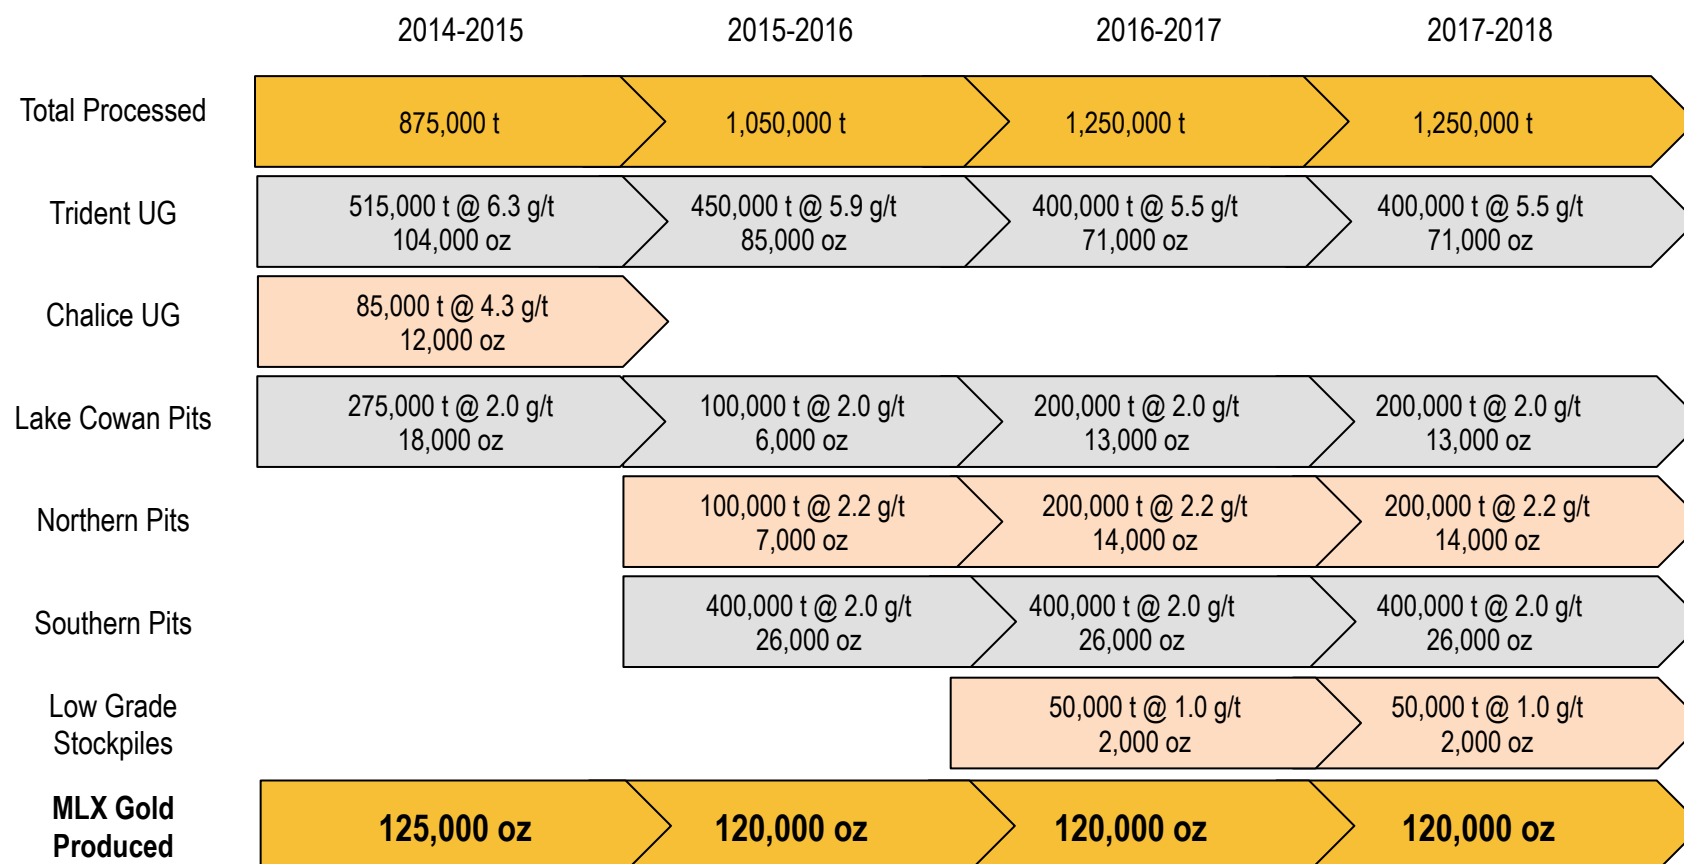 2014-2015 2015-2016 2016-2017 2017-2018
Total Processed 875,000 t 1,050,000 t 1,250,000 t 1,250,000 t
Trident UG
515,000 t @ 6.3 g/t 450,000 t @ 5.9 g/t 400,000 t @ 5.5 g/t 400,000 t @ 5.5 g/t
104,000 oz 85,000 oz 71,000 oz 71,000 oz
Chalice UG
85,000 t @ 4.3 g/t
12,000 oz
Lake Cowan Pits
275,000 t @ 2.0 g/t 100,000 t @ 2.0 g/t 200,000 t @ 2.0 g/t 200,000 t @ 2.0 g/t
18,000 oz 6,000 oz 13,000 oz 13,000 oz
Northern Pits
100,000 t @ 2.2 g/t 200,000 t @ 2.2 g/t 200,000 t @ 2.2 g/t
7,000 oz 14,000 oz 14,000 oz
Southern Pits
400,000 t @ 2.0 g/t 400,000 t @ 2.0 g/t 400,000 t @ 2.0 g/t
26,000 oz 26,000 oz 26,000 oz
Low Grade
Stockpiles
50,000 t @ 1.0 g/t 50,000 t @ 1.0 g/t
2,000 oz 2,000 oz
MLX Gold
Produced
125,000 oz 120,000 oz 120,000 oz 120,000 oz